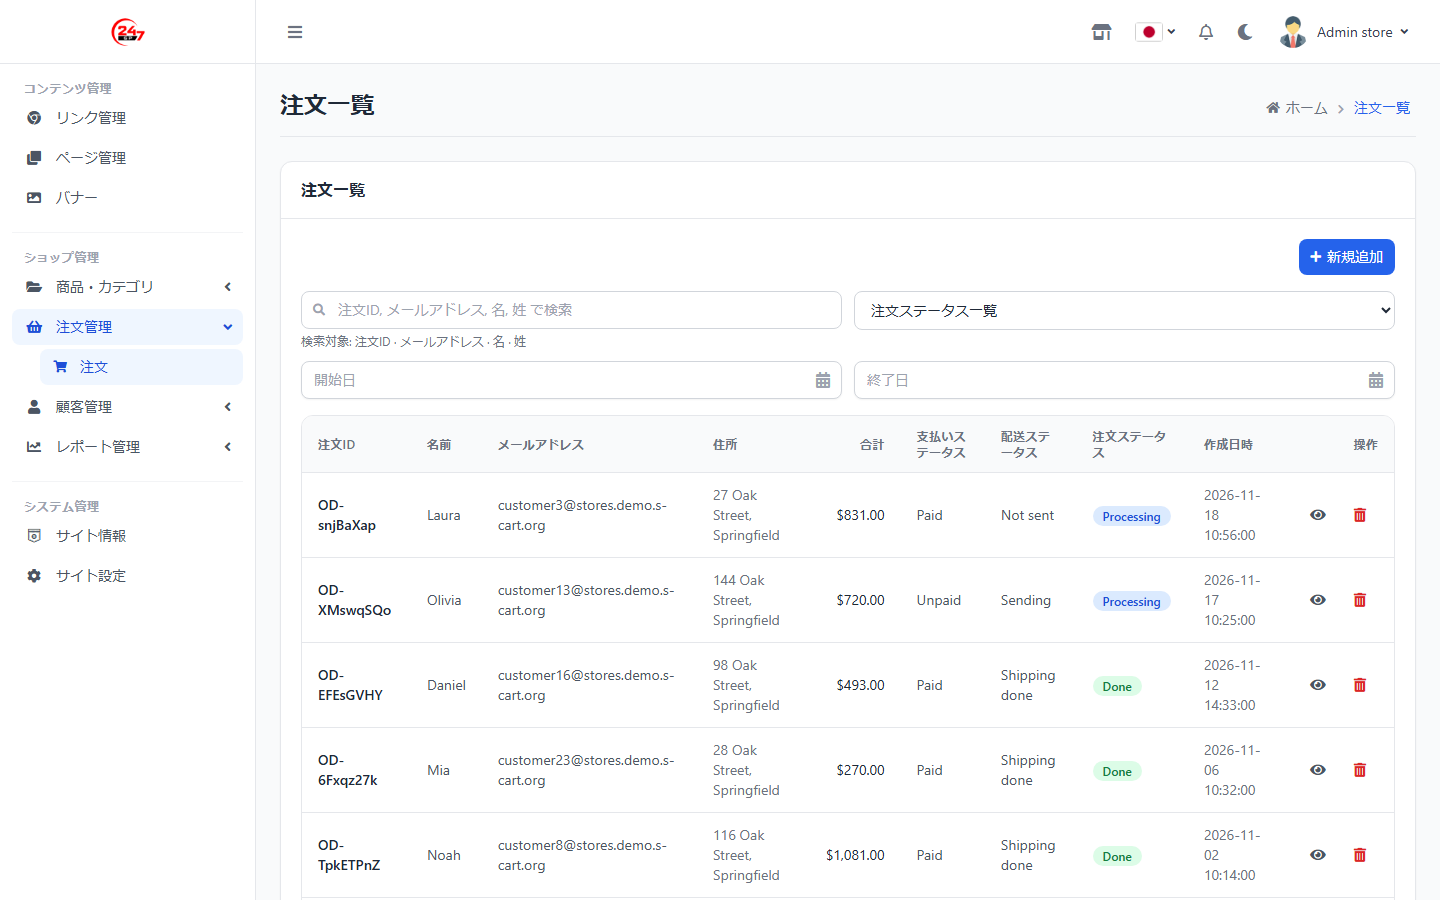 247
Admin store
コンテンツ管理
リンク管理
ページ管理
バナー
ショップ管理
商品・カテゴリ
注文管理
注文
顧客管理
レポート管理
システム管理
サイト情報
サイト設定
注文一覧
ホーム > 注文一覧
注文一覧
+ 新規追加
注文ID, メールアドレス, 名, 姓 で検索
注文ステータス一覧
検索対象: 注文ID · メールアドレス · 名 · 姓
開始日
終了日
注文ID 名前 メールアドレス 住所 合計 支払いステータス 配送ステータス 注文ステータス 作成日時 操作
OD-snjBaXap Laura customer3@stores.demo.s-cart.org 27 Oak Street, Springfield $831.00 Paid Not sent Processing 2026-11-18 10:56:00
OD-XMswqSQo Olivia customer13@stores.demo.s-cart.org 144 Oak Street, Springfield $720.00 Unpaid Sending Processing 2026-11-17 10:25:00
OD-EFEsGVHY Daniel customer16@stores.demo.s-cart.org 98 Oak Street, Springfield $493.00 Paid Shipping done Done 2026-11-12 14:33:00
OD-6Fxqz27k Mia customer23@stores.demo.s-cart.org 28 Oak Street, Springfield $270.00 Paid Shipping done Done 2026-11-06 10:32:00
OD-TpkETPnZ Noah customer8@stores.demo.s-cart.org 116 Oak Street, Springfield $1,081.00 Paid Shipping done Done 2026-11-02 10:14:00